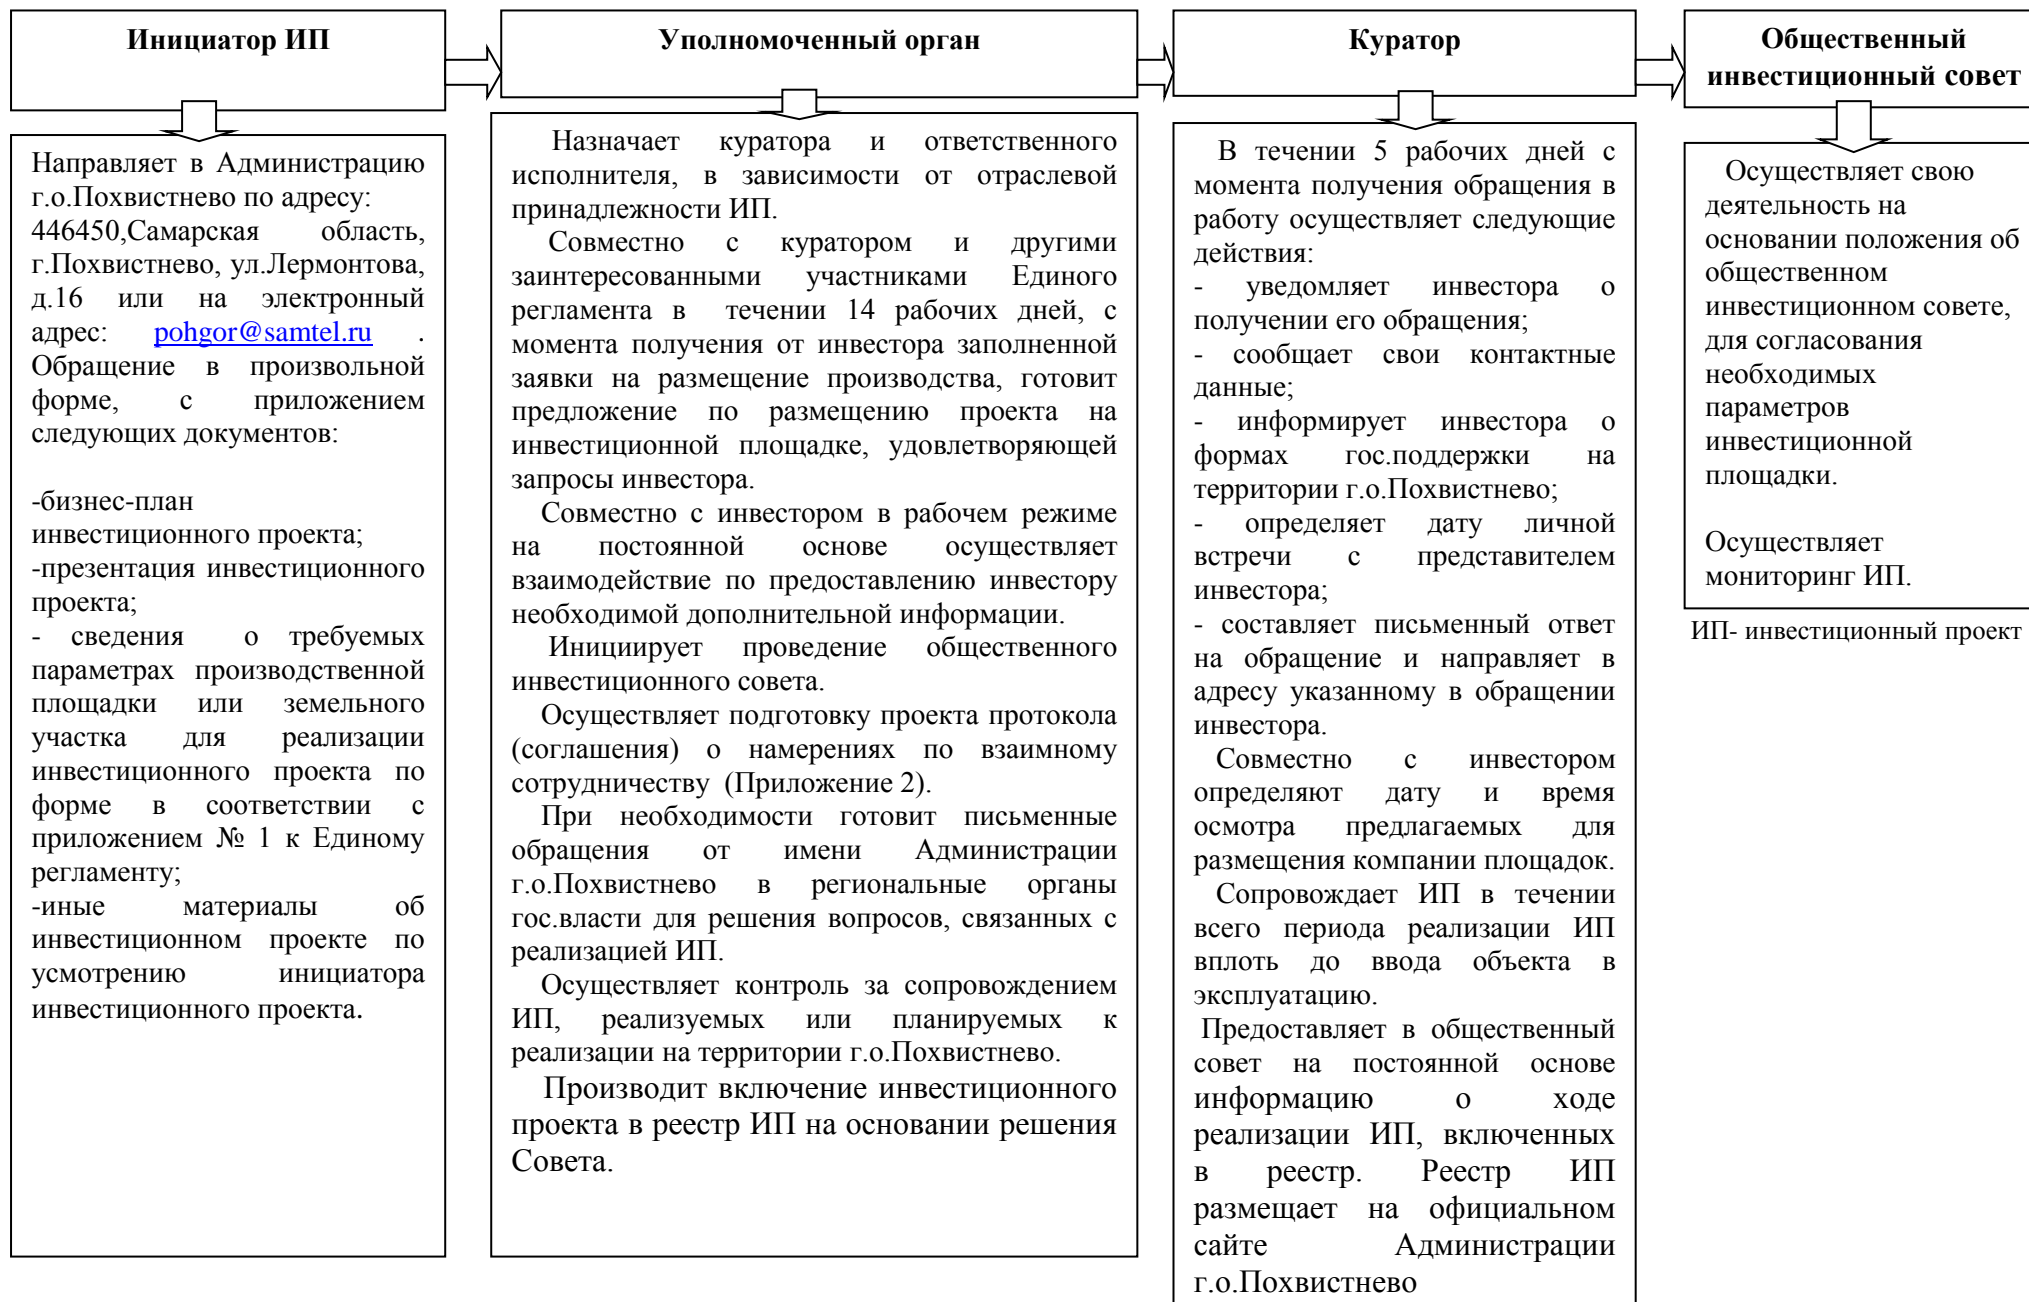 Инициатор ИП
Направляет в Администрацию
г.о.Похвистнево по адресу:
446450,Самарская область,
г.Похвистнево, ул.Лермонтова,
д.16 или на электронный
адрес: pohgor@samtel.ru .
Обращение в произвольной
форме, с приложением
следующих документов:
-бизнес-план
инвестиционного проекта;
-презентация инвестиционного
проекта;
- сведения о требуемых
параметрах производственной
площадки или земельного
участка для реализации
инвестиционного проекта по
форме в соответствии с
приложением № 1 к Единому
регламенту;
-иные материалы об
инвестиционном проекте по
усмотрению инициатора
инвестиционного проекта.
Уполномоченный орган
Назначает куратора и ответственного
исполнителя, в зависимости от отраслевой
принадлежности ИП.
Совместно с куратором и другими
заинтересованными участниками Единого
регламента в течении 14 рабочих дней, с
момента получения от инвестора заполненной
заявки на размещение производства, готовит
предложение по размещению проекта на
инвестиционной площадке, удовлетворяющей
запросы инвестора.
Совместно с инвестором в рабочем режиме
на постоянной основе осуществляет
взаимодействие по предоставлению инвестору
необходимой дополнительной информации.
Инициирует проведение общественного
инвестиционного совета.
Осуществляет подготовку проекта протокола
(соглашения) о намерениях по взаимному
сотрудничеству (Приложение 2).
При необходимости готовит письменные
обращения от имени Администрации
г.о.Похвистнево в региональные органы
гос.власти для решения вопросов, связанных с
реализацией ИП.
Осуществляет контроль за сопровождением
ИП, реализуемых или планируемых к
реализации на территории г.о.Похвистнево.
Производит включение инвестиционного
проекта в реестр ИП на основании решения
Совета.
Куратор
В течении 5 рабочих дней с
момента получения обращения в
работу осуществляет следующие
действия:
- уведомляет инвестора о
получении его обращения;
- сообщает свои контактные
данные;
- информирует инвестора о
формах гос.поддержки на
территории г.о.Похвистнево;
- определяет дату личной
встречи с представителем
инвестора;
- составляет письменный ответ
на обращение и направляет в
адресу указанному в обращении
инвестора.
Совместно с инвестором
определяют дату и время
осмотра предлагаемых для
размещения компании площадок.
Сопровождает ИП в течении
всего периода реализации ИП
вплоть до ввода объекта в
эксплуатацию.
Предоставляет в общественный
совет на постоянной основе
информацию о ходе
реализации ИП, включенных
в реестр. Реестр ИП
размещает на официальном
сайте Администрации
г.о.Похвистнево
Общественный
инвестиционный совет
Осуществляет свою
деятельность на
основании положения об
общественном
инвестиционном совете,
для согласования
необходимых
параметров
инвестиционной
площадки.
Осуществляет
мониторинг ИП.
ИП- инвестиционный проект